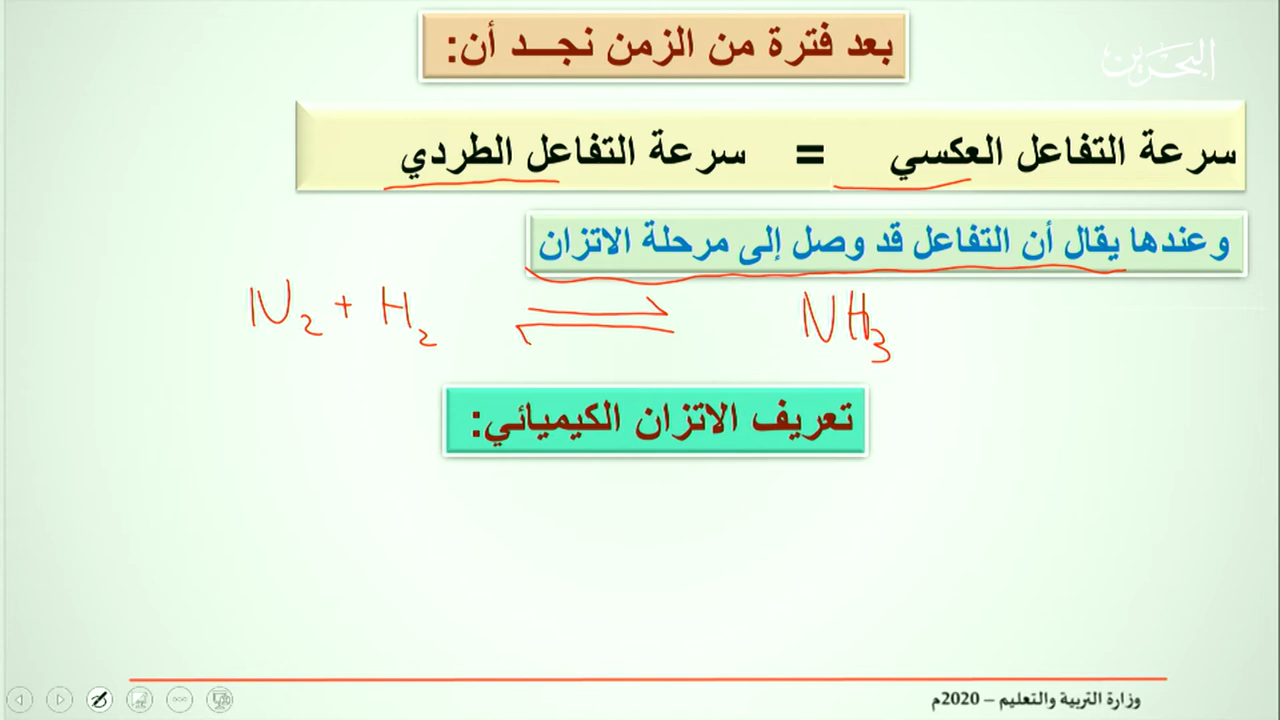 البحرين
بعد فترة من الزمن نجـــد أن:
سرعة التفاعل العكسي = سرعة التفاعل الطردي
وعندها يقال أن التفاعل قد وصل إلى مرحلة الاتزان
N₂ + H₂ ⇌ NH₃
تعريف الاتزان الكيميائي:
وزارة التربية والتعليم – 2020م